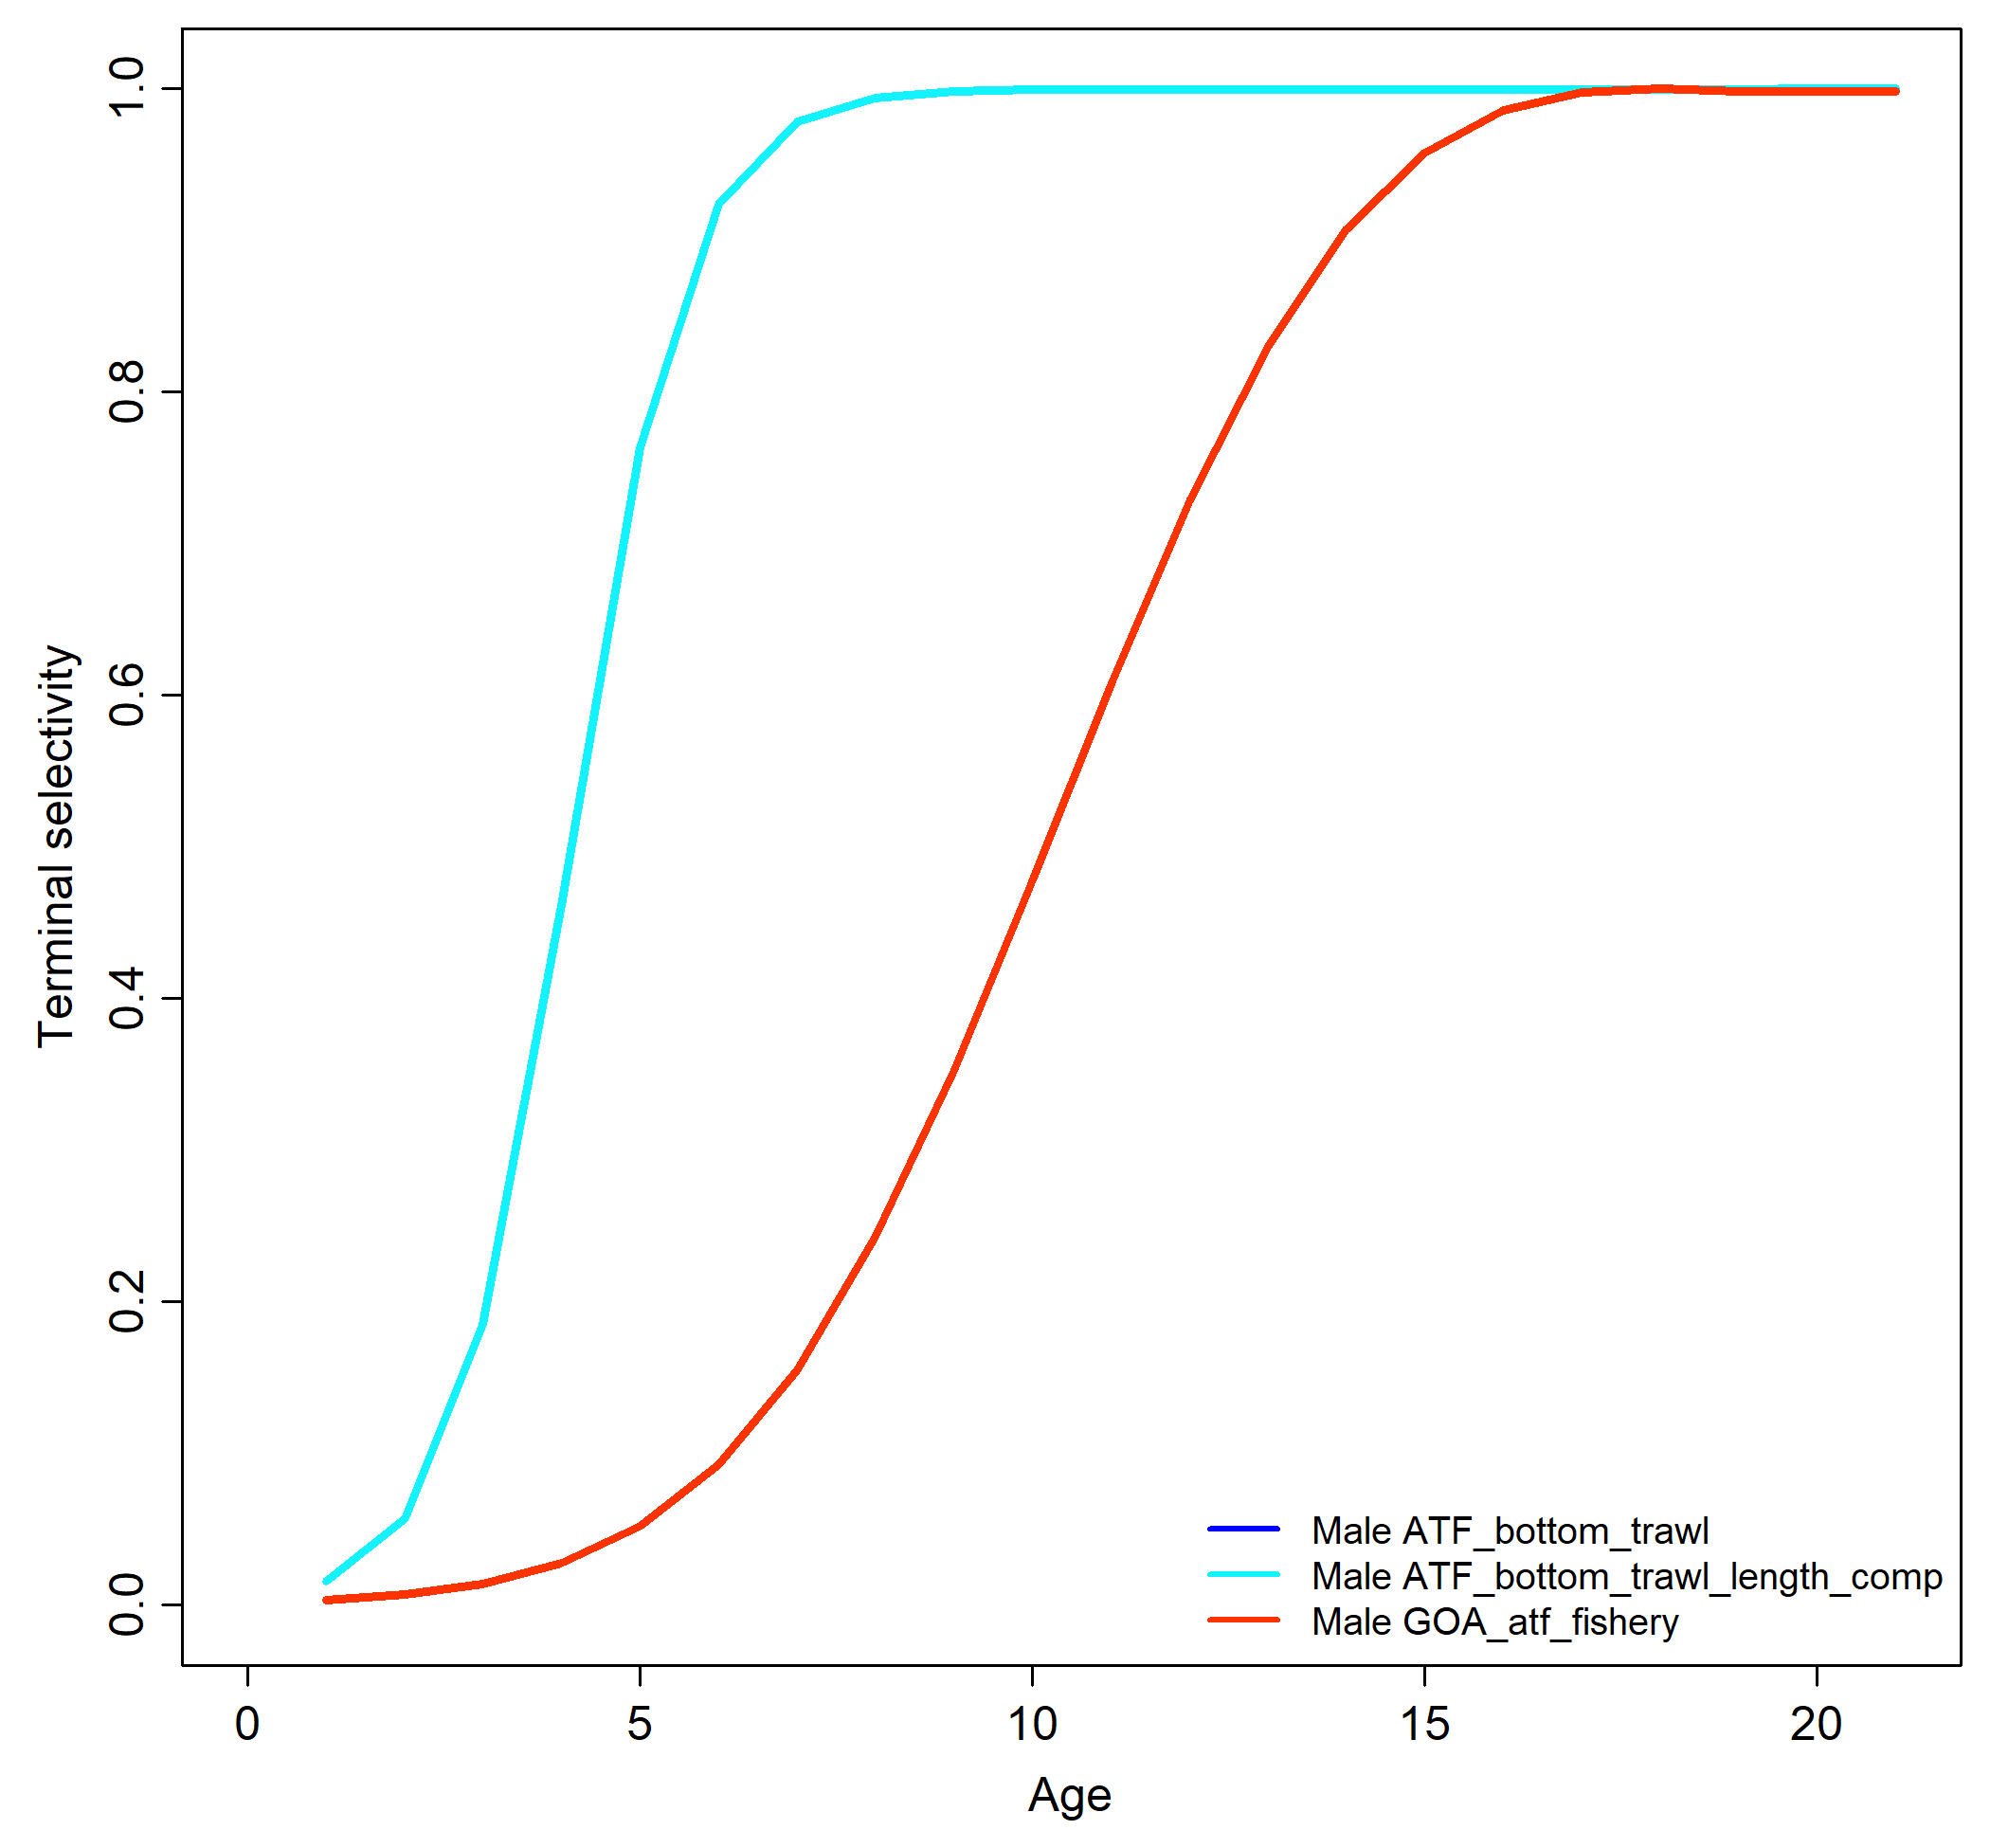 Terminal selectivity
1.0
0.8
0.6
0.4
0.2
0.0
Male ATF_bottom_trawl
Male ATF_bottom_trawl_length_comp
Male GOA_atf_fishery
0 5 10 15 20
Age